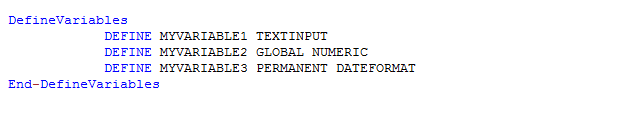 DefineVariables
DEFINE MYVARIABLE1 TEXTINPUT
DEFINE MYVARIABLE2 GLOBAL NUMERIC
DEFINE MYVARIABLE3 PERMANENT DATEFORMAT
End-DefineVariables